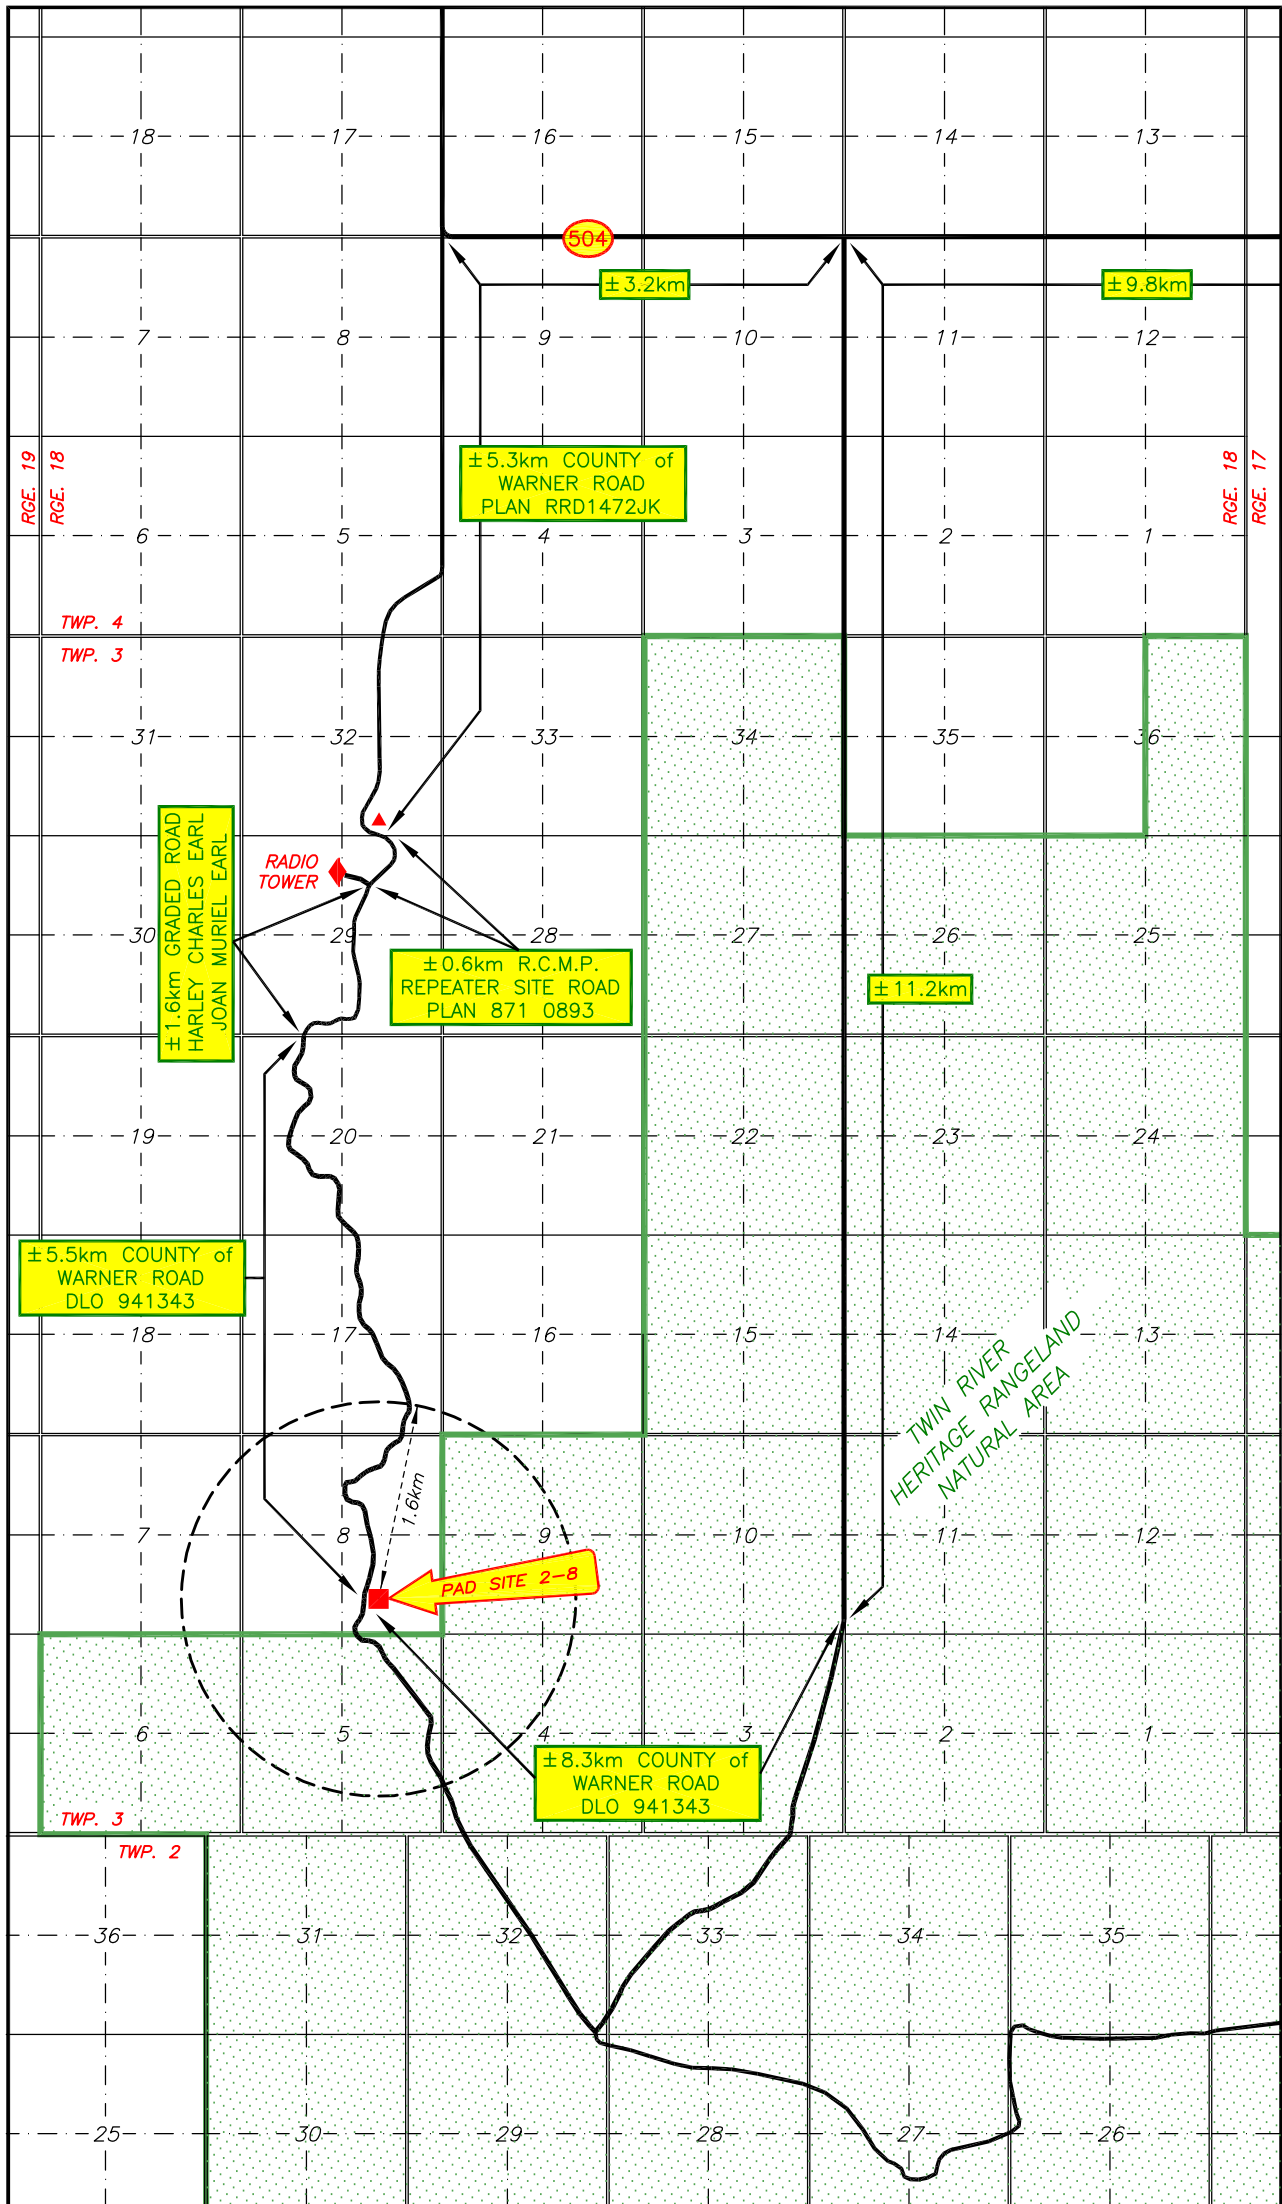 18 17 16 15 14 13
504
±3.2km
±9.8km
7 8 9 10 11 12
±5.3km COUNTY of
WARNER ROAD
PLAN RRD1472JK
RGE. 19
RGE. 18
RGE. 18
RGE. 17
6 5 4 3 2 1
TWP. 4
TWP. 3
31 32 33 34 35 36
±1.6km GRADED ROAD
HARLEY CHARLES EARL
JOAN MURIEL EARL
RADIO
TOWER
30 29 28 27 26 25
±0.6km R.C.M.P.
REPEATER SITE ROAD
PLAN 871 0893
±11.2km
19 20 21 22 23 24
±5.5km COUNTY of
WARNER ROAD
DLO 941343
18 17 16 15 14 13
TWIN RIVER
HERITAGE RANGELAND
NATURAL AREA
1.6km
7 8 9 10 11 12
PAD SITE 2-8
6 5 4 3 2 1
±8.3km COUNTY of
WARNER ROAD
DLO 941343
TWP. 3
TWP. 2
36 31 32 33 34 35
25 30 29 28 27 26